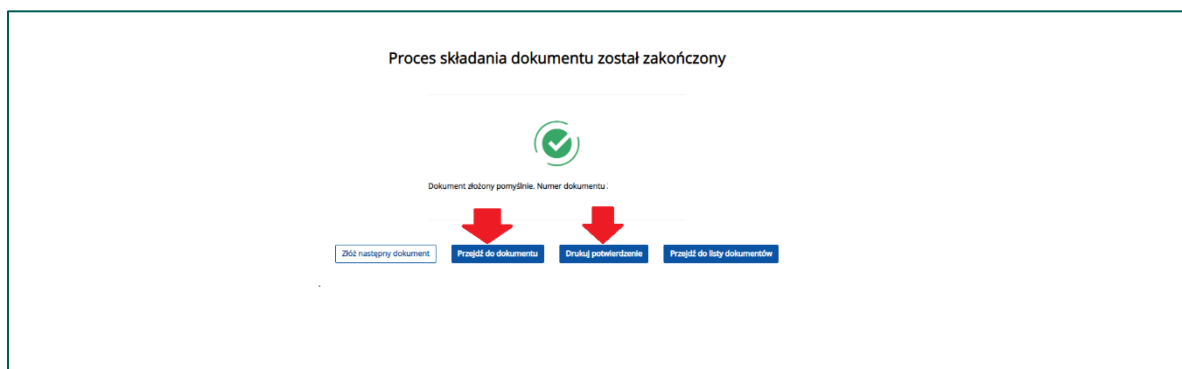 Proces składania dokumentu został zakończony
Dokument złożony pomyślnie. Numer dokumentu :
Złóż następny dokument Przejdź do dokumentu Drukuj potwierdzenie Przejdź do listy dokumentów